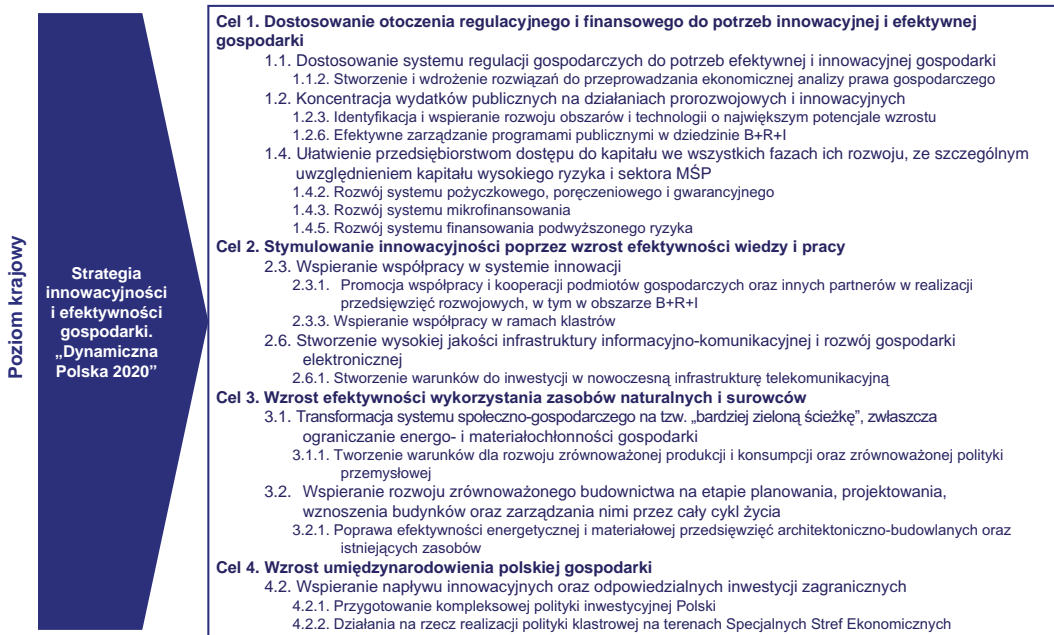 Poziom krajowy
Strategia
innowacyjności
i efektywności
gospodarki.
„Dynamiczna
Polska 2020”
Cel 1. Dostosowanie otoczenia regulacyjnego i finansowego do potrzeb innowacyjnej i efektywnej
gospodarki
1.1. Dostosowanie systemu regulacji gospodarczych do potrzeb efektywnej i innowacyjnej gospodarki
1.1.2. Stworzenie i wdrożenie rozwiązań do przeprowadzania ekonomicznej analizy prawa gospodarczego
1.2. Koncentracja wydatków publicznych na działaniach prorozwojowych i innowacyjnych
1.2.3. Identyfikacja i wspieranie rozwoju obszarów i technologii o największym potencjale wzrostu
1.2.6. Efektywne zarządzanie programami publicznymi w dziedzinie B+R+I
1.4. Ułatwienie przedsiębiorstwom dostępu do kapitału we wszystkich fazach ich rozwoju, ze szczególnym
uwzględnieniem kapitału wysokiego ryzyka i sektora MŚP
1.4.2. Rozwój systemu pożyczkowego, poręczeniowego i gwarancyjnego
1.4.3. Rozwój systemu mikrofinansowania
1.4.5. Rozwój systemu finansowania podwyższonego ryzyka
Cel 2. Stymulowanie innowacyjności poprzez wzrost efektywności wiedzy i pracy
2.3. Wspieranie współpracy w systemie innowacji
2.3.1. Promocja współpracy i kooperacji podmiotów gospodarczych oraz innych partnerów w realizacji
przedsięwzięć rozwojowych, w tym w obszarze B+R+I
2.3.3. Wspieranie współpracy w ramach klastrów
2.6. Stworzenie wysokiej jakości infrastruktury informacyjno-komunikacyjnej i rozwój gospodarki
elektronicznej
2.6.1. Stworzenie warunków do inwestycji w nowoczesną infrastrukturę telekomunikacyjną
Cel 3. Wzrost efektywności wykorzystania zasobów naturalnych i surowców
3.1. Transformacja systemu społeczno-gospodarczego na tzw. „bardziej zieloną ścieżkę”, zwłaszcza
ograniczanie energo- i materiałochłonności gospodarki
3.1.1. Tworzenie warunków dla rozwoju zrównoważonej produkcji i konsumpcji oraz zrównoważonej polityki
przemysłowej
3.2. Wspieranie rozwoju zrównoważonego budownictwa na etapie planowania, projektowania,
wznoszenia budynków oraz zarządzania nimi przez cały cykl życia
3.2.1. Poprawa efektywności energetycznej i materiałowej przedsięwzięć architektoniczno-budowlanych oraz
istniejących zasobów
Cel 4. Wzrost umiędzynarodowienia polskiej gospodarki
4.2. Wspieranie napływu innowacyjnych oraz odpowiedzialnych inwestycji zagranicznych
4.2.1. Przygotowanie kompleksowej polityki inwestycyjnej Polski
4.2.2. Działania na rzecz realizacji polityki klastrowej na terenach Specjalnych Stref Ekonomicznych